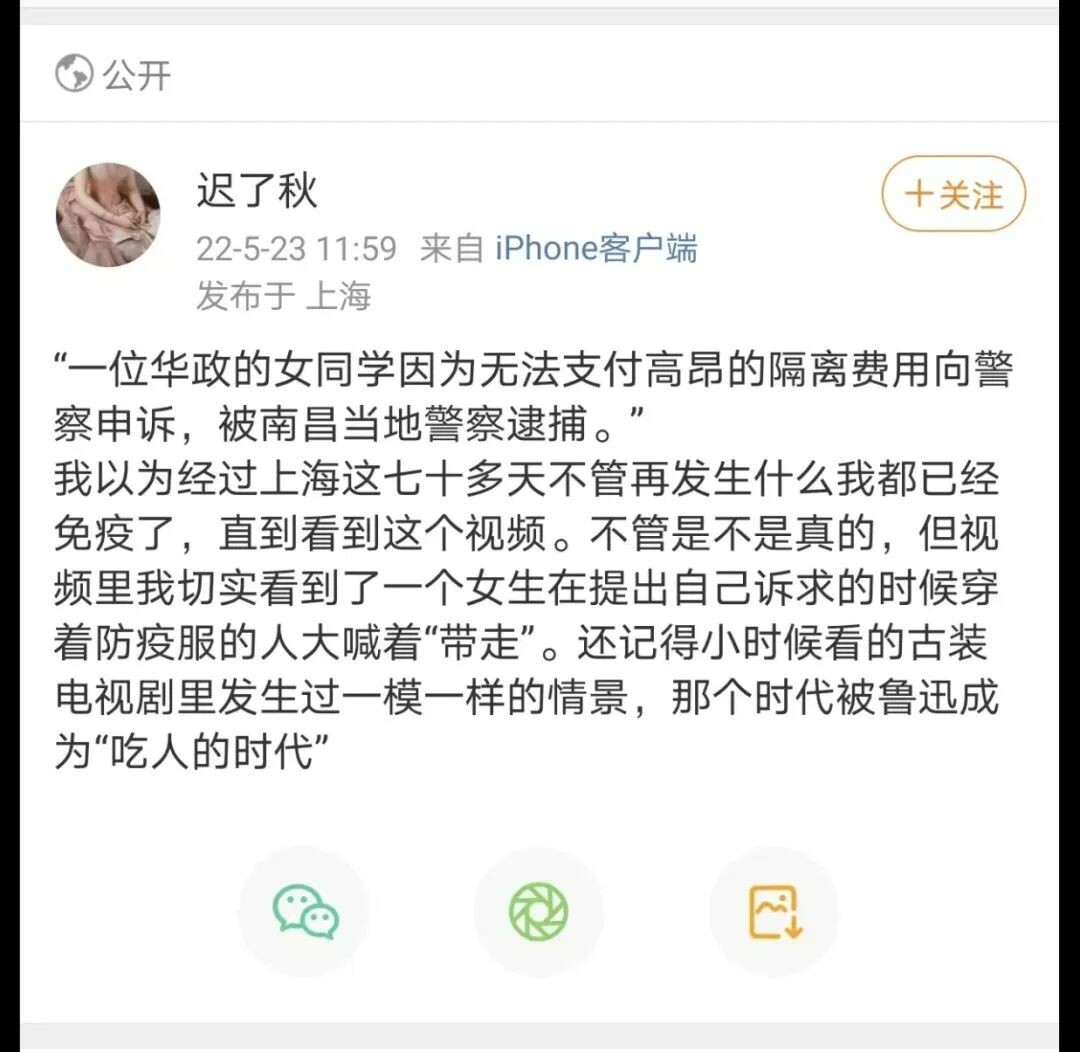 公开
迟了秋
+关注
22-5-23 11:59 来自 iPhone客户端
发布于 上海
“一位华政的女同学因为无法支付高昂的隔离费用向警
察申诉，被南昌当地警察逮捕。”
我以为经过上海这七十多天不管再发生什么我都已经
免疫了，直到看到这个视频。不管是不是真的，但视
频里我切实看到了一个女生在提出自己诉求的时候穿
着防疫服的人大喊着“带走”。还记得小时候看的古装
电视剧里发生过一模一样的情景，那个时代被鲁迅成
为“吃人的时代”